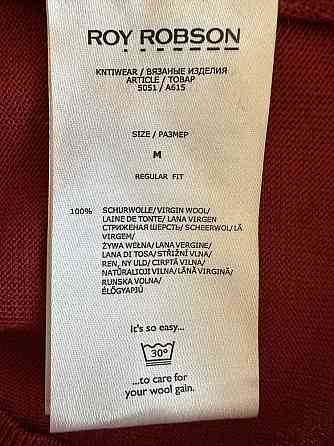 ROY ROBSON
KNTIWEAR / ВЯЗАНЫЕ ИЗДЕЛИЯ
ARTICLE / ТОВАР
5051 / A615
SIZE / РАЗМЕР
M
REGULAR FIT
100% SCHURWOLLE/VIRGIN WOOL/
LAINE DE TONTE/ LANA VIRGEN
СТРИЖЕНАЯ ШЕРСТЬ/ SCHEERWOL/ LÃ
VIRGEM/
ŻYWA WEŁNA/ LANA VERGINE/
LANA DI TOSA/ STŘIŽNÍ VLNA/
REN, NY ULD/ CIRPTÃ VILNA/
NATŪRALIOJI VILNA/ LÂNĂ VIRGINĂ/
RUNSKA VOLNA/
ÉLŐGYAPJÚ
It's so easy...
30°
...to care for
your wool gain.